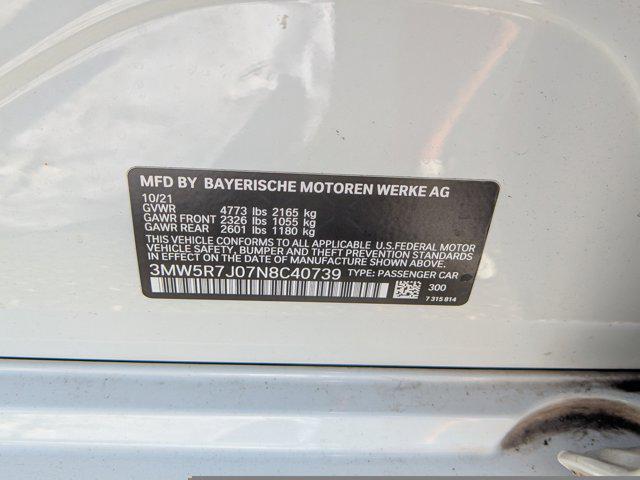 MFD BY BAYERISCHE MOTOREN WERKE AG
10/21
GVWR 4773 lbs 2165 kg
GAWR FRONT 2326 lbs 1055 kg
GAWR REAR 2601 lbs 1180 kg
THIS VEHICLE CONFORMS TO ALL APPLICABLE U.S.FEDERAL MOTOR
VEHICLE SAFETY, BUMPER AND THEFT PREVENTION STANDARDS
IN EFFECT ON THE DATE OF MANUFACTURE SHOWN ABOVE.
3MW5R7J07N8C40739 TYPE: PASSENGER CAR
300
7 315 814